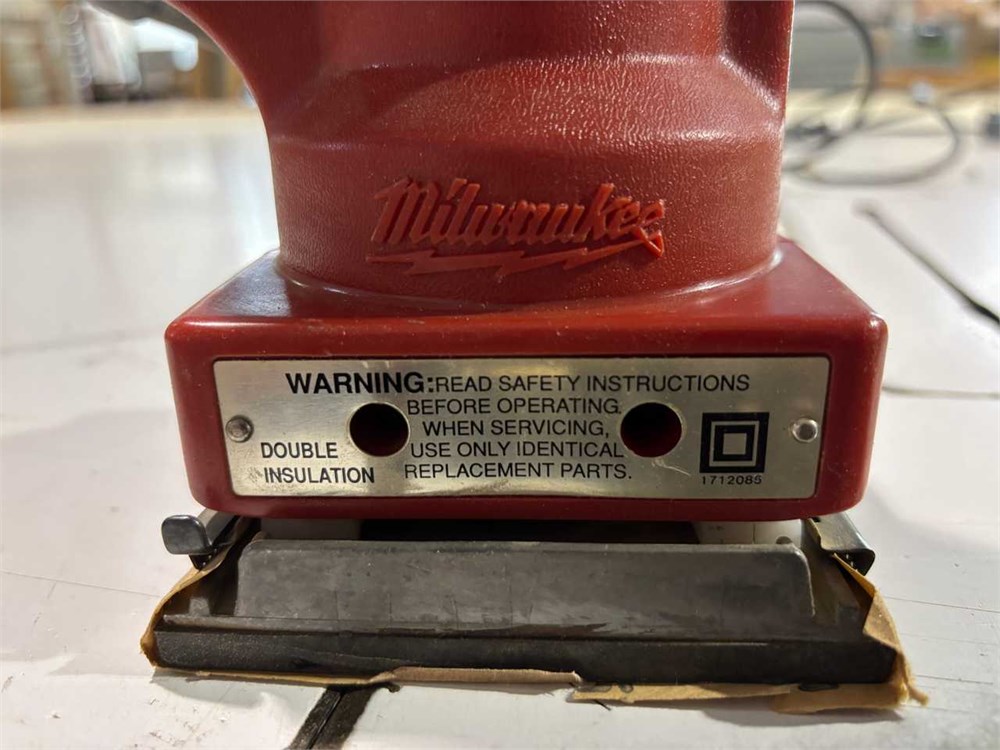 Milwaukee
WARNING: READ SAFETY INSTRUCTIONS
BEFORE OPERATING.
WHEN SERVICING,
USE ONLY IDENTICAL
REPLACEMENT PARTS.
DOUBLE
INSULATION
1712085